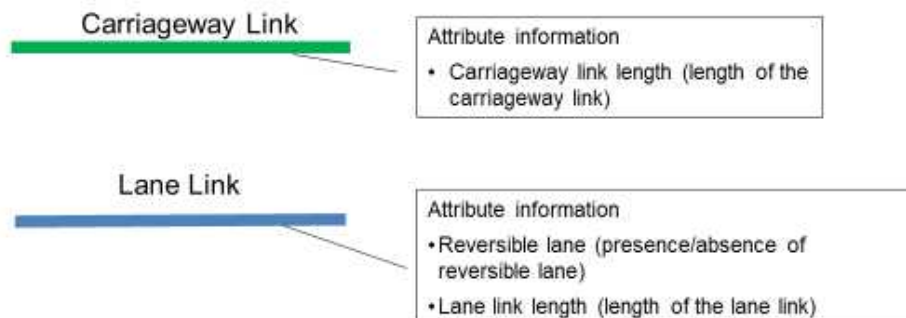 Carriageway Link
Attribute information
• Carriageway link length (length of the
carriageway link)
Lane Link
Attribute information
•Reversible lane (presence/absence of
reversible lane)
•Lane link length (length of the lane link)